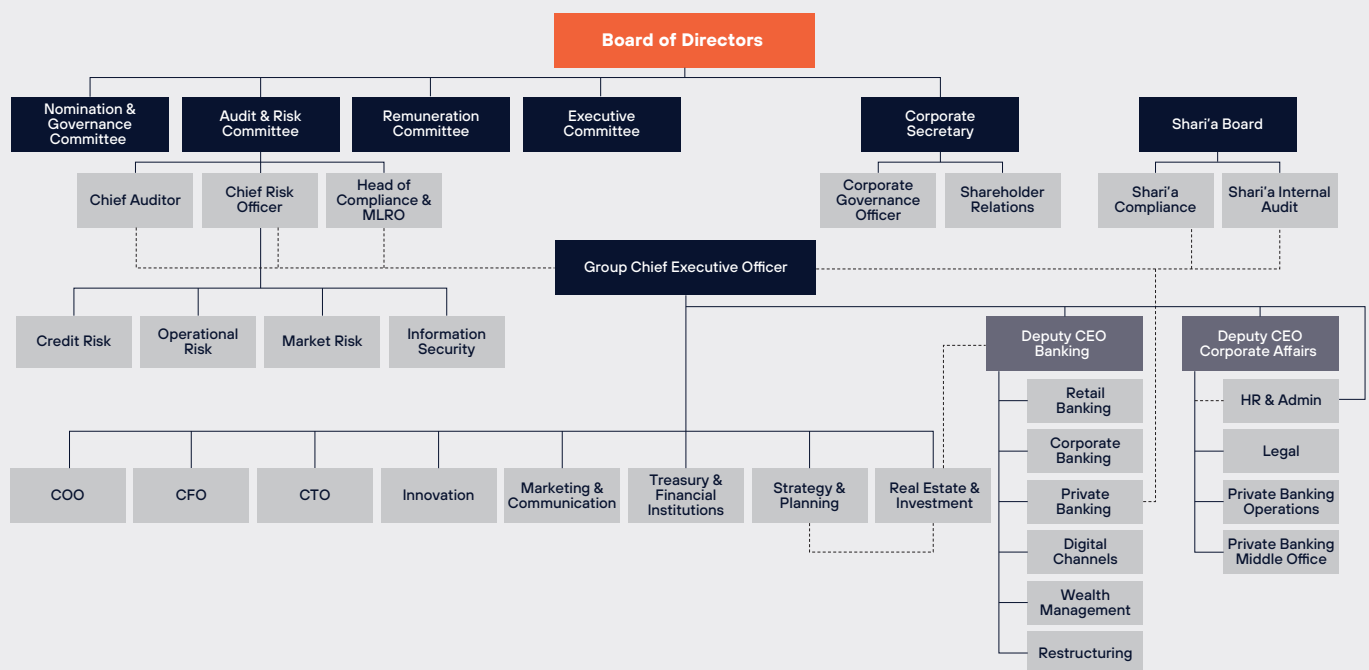 Board of Directors
Nomination &
Governance
Committee
Audit & Risk
Committee
Remuneration
Committee
Executive
Committee
Corporate
Secretary
Shari'a Board
Chief Auditor
Chief Risk
Officer
Head of
Compliance &
MLRO
Corporate
Governance
Officer
Shareholder
Relations
Shari'a
Compliance
Shari'a Internal
Audit
Group Chief Executive Officer
Credit Risk
Operational
Risk
Market Risk
Information
Security
Deputy CEO
Banking
Deputy CEO
Corporate Affairs
Retail
Banking
Corporate
Banking
Private
Banking
Digital
Channels
Wealth
Management
Restructuring
HR & Admin
Legal
Private Banking
Operations
Private Banking
Middle Office
COO
CFO
CTO
Innovation
Marketing &
Communication
Treasury &
Financial
Institutions
Strategy &
Planning
Real Estate &
Investment